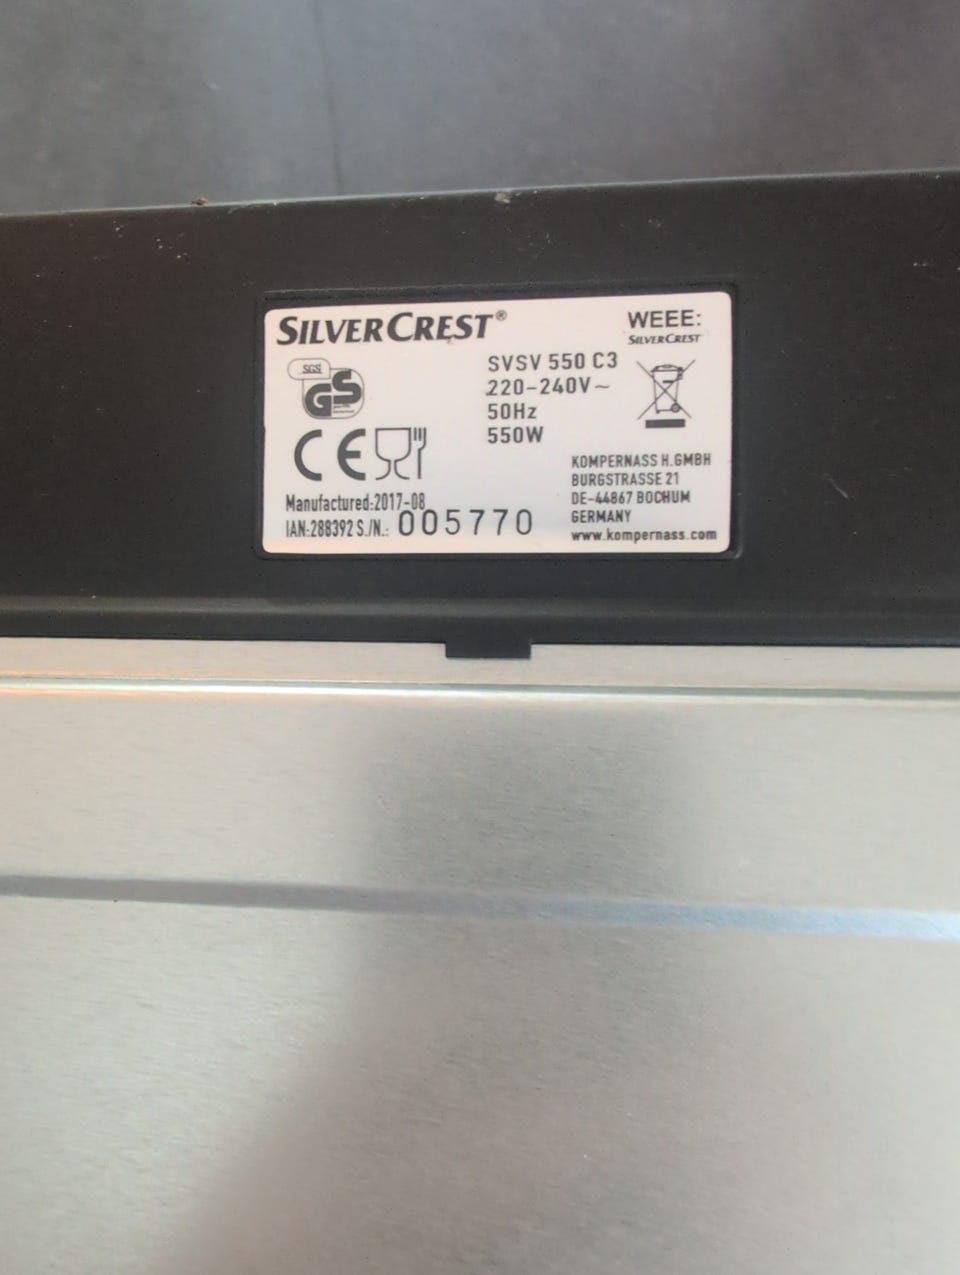 SILVERCREST®
WEEE:
SILVERCREST
SGS
GS
SVSV 550 C3
220-240V~
50Hz
550W
CE
KOMPERNASS H.GMBH
BURGSTRASSE 21
DE-44867 BOCHUM
GERMANY
www.kompernass.com
Manufactured:2017-08
IAN:288392 S./N.: 005770